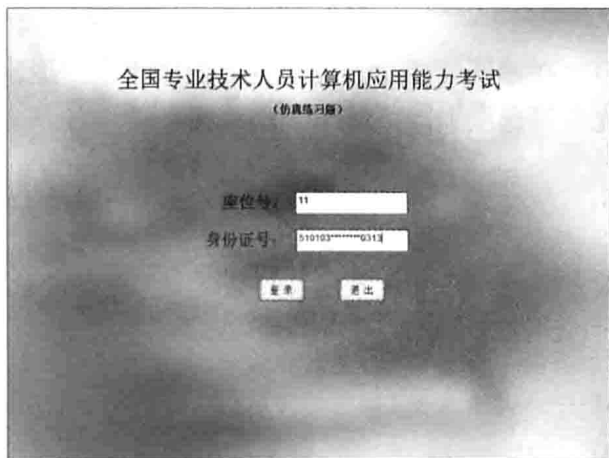 全国专业技术人员计算机应用能力考试
(仿真练习版)
座位号: 11
身份证号: 510103********0313
登录 退出